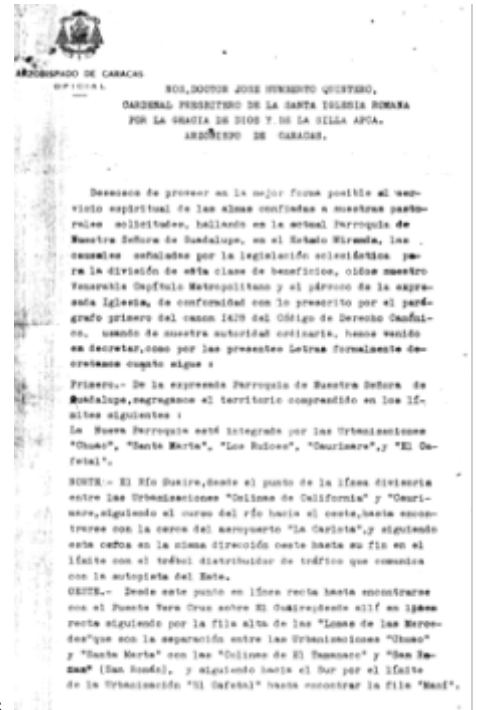 ARZOBISPADO DE CARACAS
OFICIAL
NOS,DOCTOR JOSE HUMBERTO QUINTERO,
CARDENAL PRESBITERO DE LA SANTA IGLESIA ROMANA
POR LA GRACIA DE DIOS Y DE LA SILLA APCA.
ARZOBISPO DE CARACAS.
Deseosos de proveer en la mejor forma posible al ser-
vicio espiritual de las almas confiadas a nuestras pasto-
rales solicitudes, hallando en la actual Parroquia de
Nuestra Señora de Guadalupe, en el Estado Miranda, las
causales señaladas por la legislación eclesiástica pa-
ra la división de esta clase de beneficios, oídos nuestro
Venerable Capítulo Metropolitano y el párroco de la expre-
sada Iglesia, de conformidad con lo prescrito por el pará-
grafo primero del canon 1428 del Código de Derecho Canóni-
co, usando de nuestra autoridad ordinaria, hemos venido
en decretar,como por las presentes Letras formalmente de-
cretamos cuanto sigue :
Primero.- De la expresada Parroquia de Nuestra Señora de
Guadalupe,segregamos el territorio comprendido en los lí-
mites siguientes :
La Nueva Parroquia está integrada por las Urbanizaciones
"Chuao", "Santa Marta", "Los Ruices", "Caurimare",y "El Ca-
fetal".
NORTE:- El Río Guaire,desde el punto de la línea divisoria
entre las Urbanizaciones "Colinas de California" y "Cauri-
mare,siguiendo el curso del río hacia el oeste,hasta encon-
trarse con la cerca del aeropuerto "La Carlota",y siguiendo
esta cerca en la misma dirección oeste hasta su fin en el
límite con el trébol distribuidor de tráfico que comunica
con la autopista del Este.
OESTE.- Desde este punto en línea recta hasta encontrarse
con el Puente Vera Cruz sobre El Guaire;desde allí en línea
recta siguiendo por la fila alta de las "Lomas de las Merce-
des"que son la separación entre las Urbanizaciones "Chuao"
y "Santa Marta" con las "Colinas de El Tamanaco" y "San Ra-
mon" (San Román), y siguiendo hacia el Sur por el límite
de la Urbanización "El Cafetal" hasta encontrar la fila "Maní".